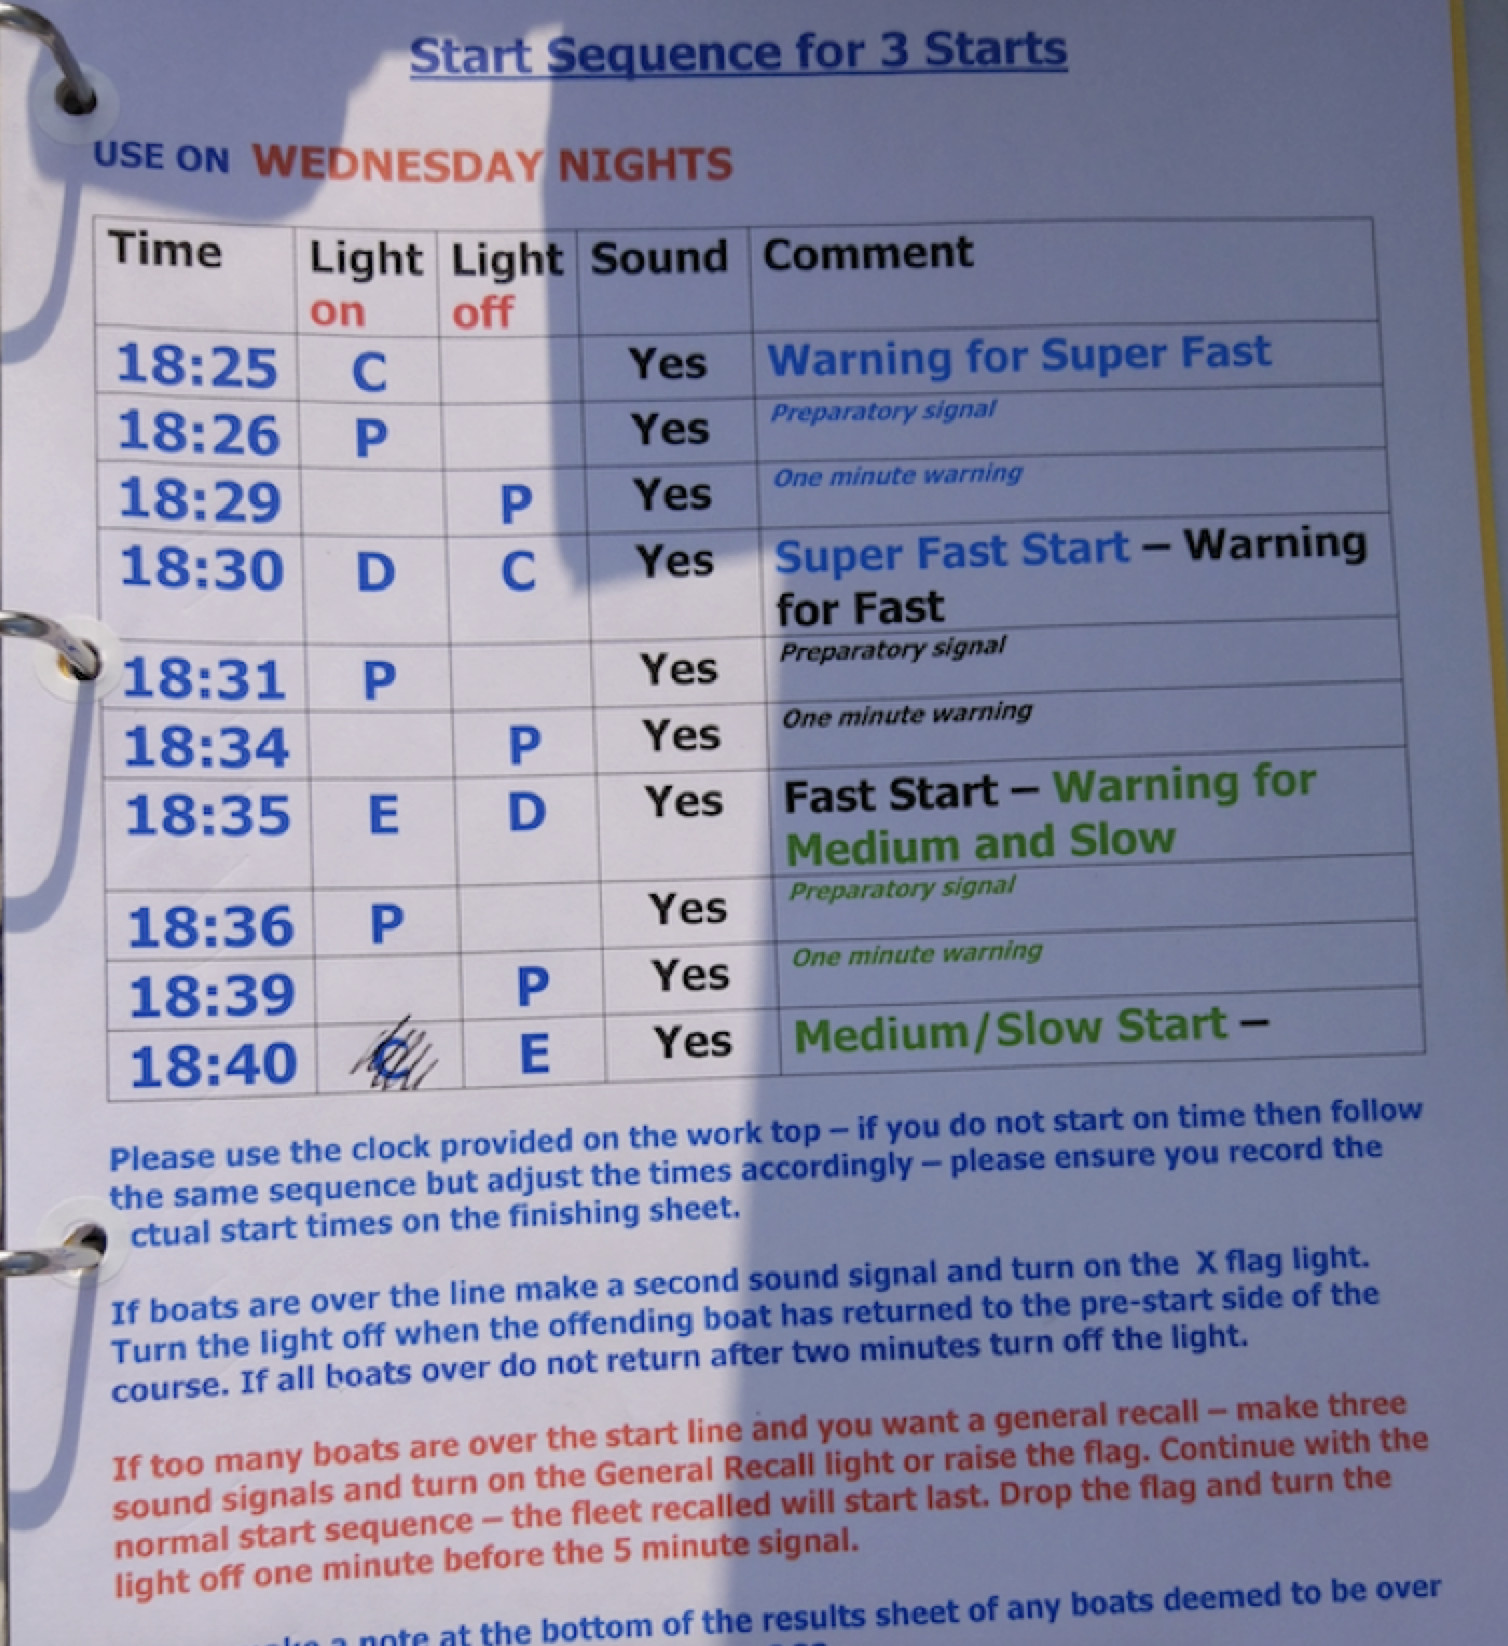 Start Sequence for 3 Starts
USE ON WEDNESDAY NIGHTS
Time Light on Light off Sound Comment
18:25 C Yes Warning for Super Fast
18:26 P Yes Preparatory signal
18:29 P Yes One minute warning
18:30 D C Yes Super Fast Start – Warning
for Fast
18:31 P Yes Preparatory signal
18:34 P Yes One minute warning
18:35 E D Yes Fast Start – Warning for
Medium and Slow
18:36 P Yes Preparatory signal
18:39 P Yes One minute warning
18:40 C E Yes Medium/Slow Start –
Please use the clock provided on the work top – if you do not start on time then follow
the same sequence but adjust the times accordingly – please ensure you record the
ctual start times on the finishing sheet.
If boats are over the line make a second sound signal and turn on the X flag light.
Turn the light off when the offending boat has returned to the pre-start side of the
course. If all boats over do not return after two minutes turn off the light.
If too many boats are over the start line and you want a general recall – make three
sound signals and turn on the General Recall light or raise the flag. Continue with the
normal start sequence – the fleet recalled will start last. Drop the flag and turn the
light off one minute before the 5 minute signal.
a note at the bottom of the results sheet of any boats deemed to be over